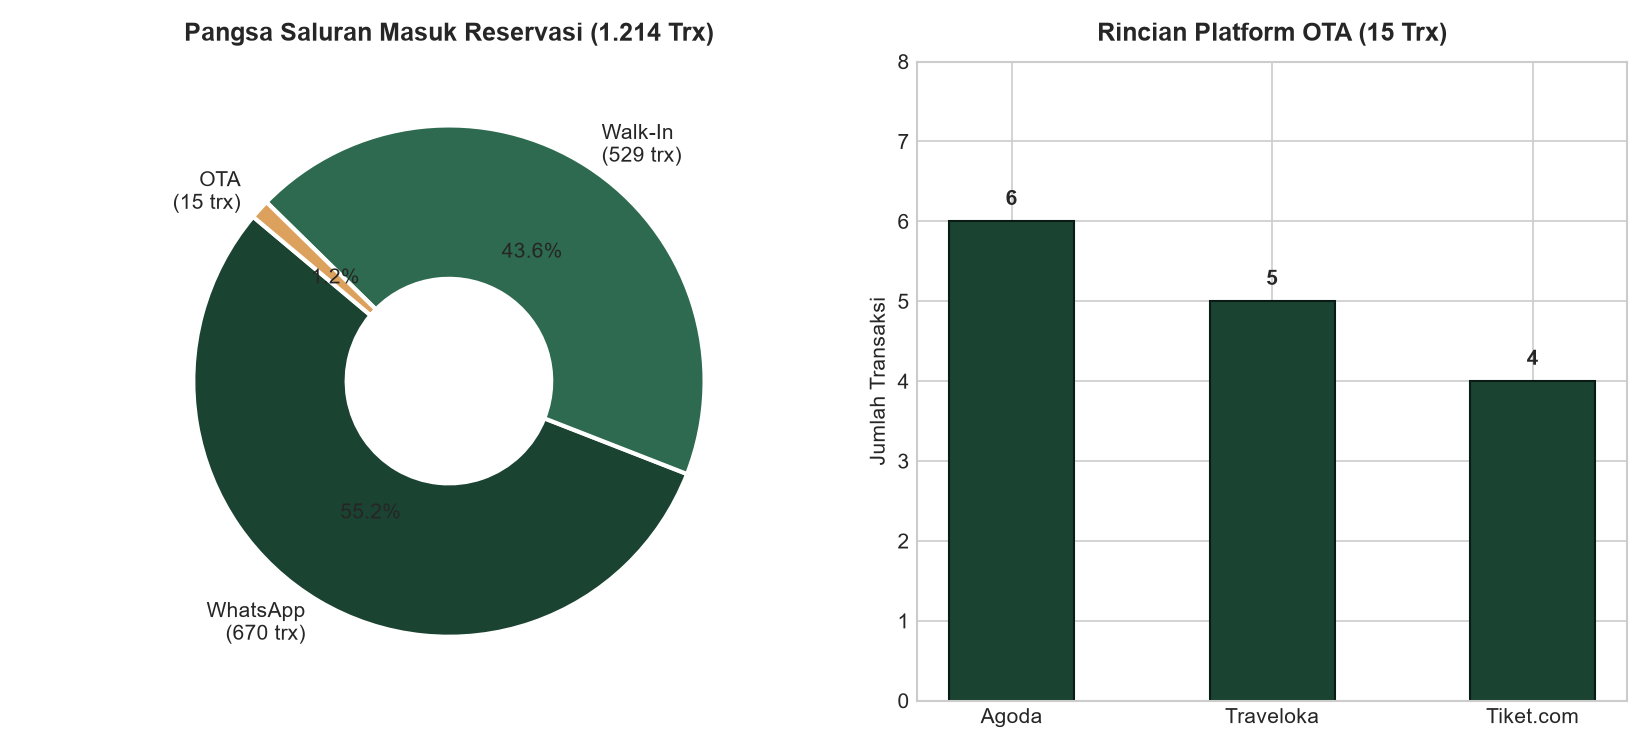 Pangsa Saluran Masuk Reservasi (1.214 Trx)
Walk-In
(529 trx)
OTA
(15 trx)
43.6%
1.2%
55.2%
WhatsApp
(670 trx)
Rincian Platform OTA (15 Trx)
Jumlah Transaksi
8
7
6
5
4
3
2
1
0
6
5
4
Agoda
Traveloka
Tiket.com